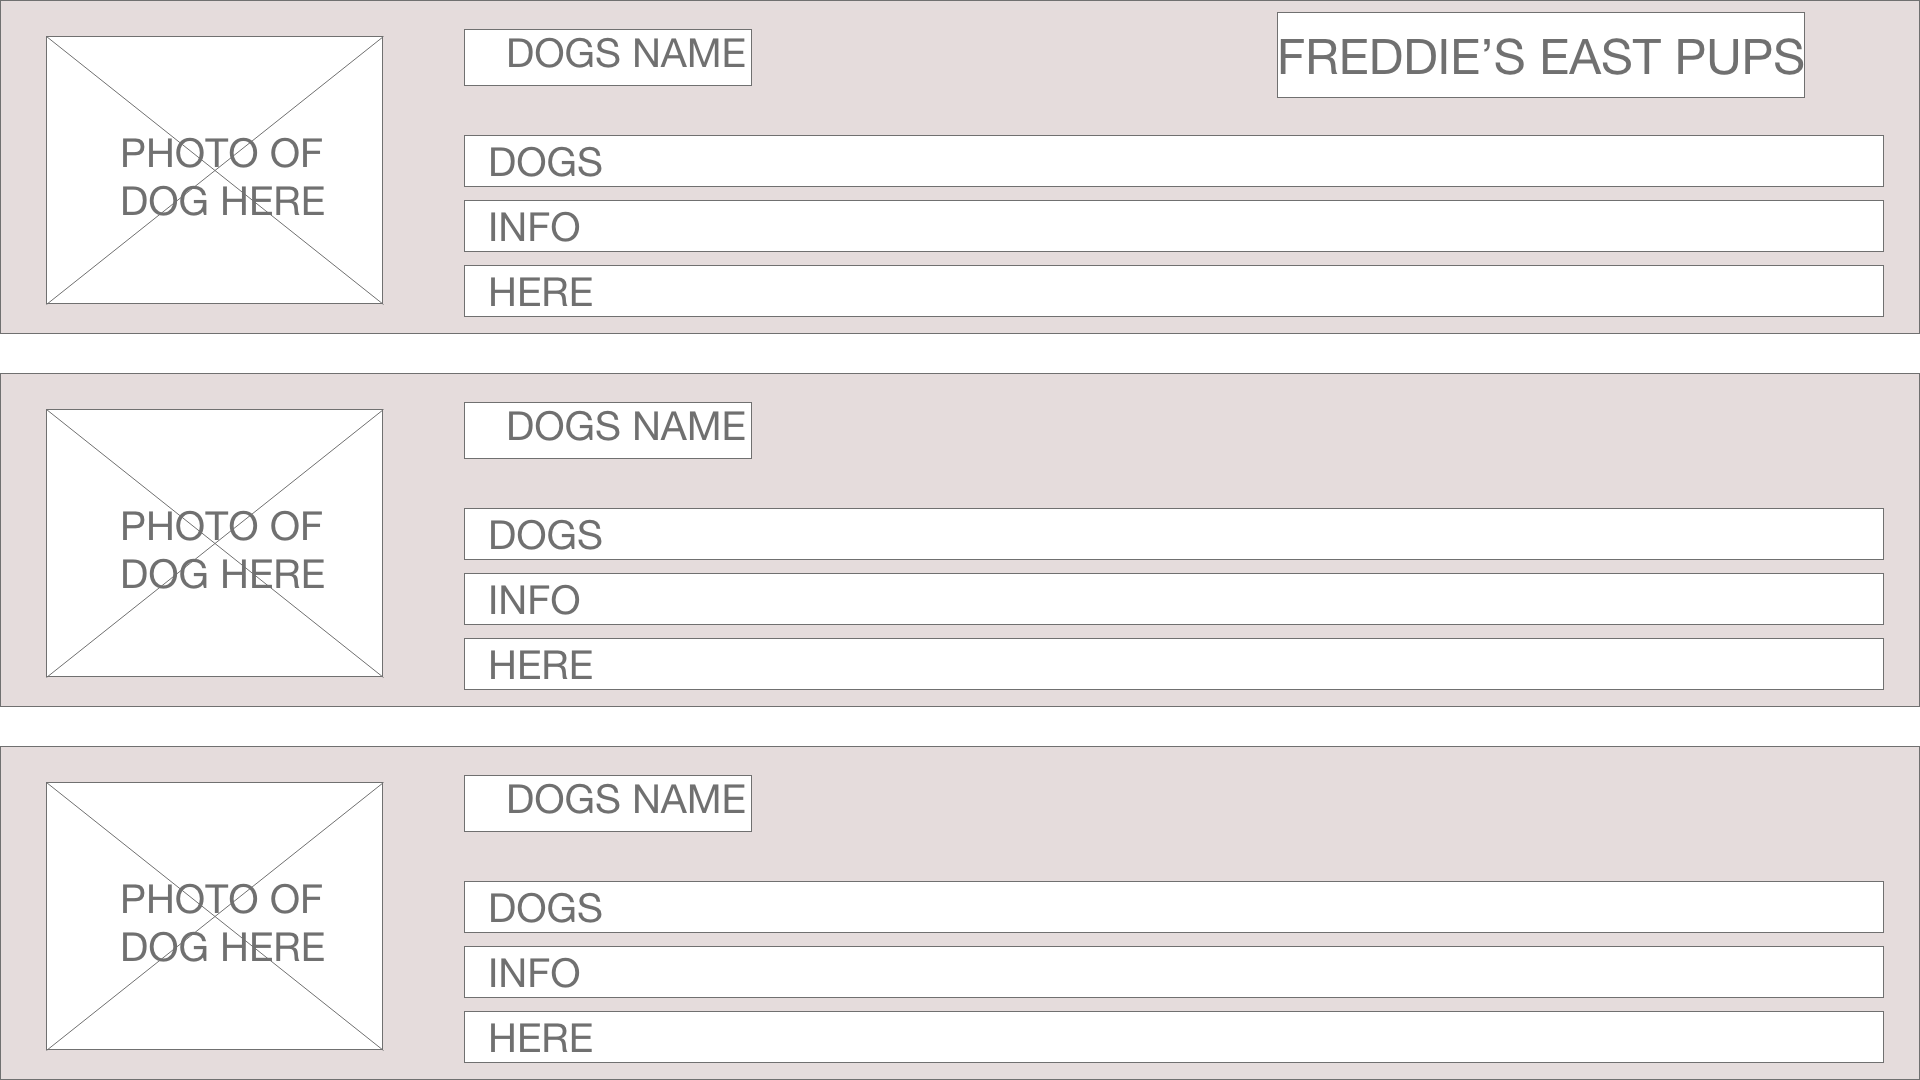 DOGS NAME
FREDDIE’S EAST PUPS
PHOTO OF
DOG HERE
DOGS
INFO
HERE
DOGS NAME
PHOTO OF
DOG HERE
DOGS
INFO
HERE
DOGS NAME
PHOTO OF
DOG HERE
DOGS
INFO
HERE